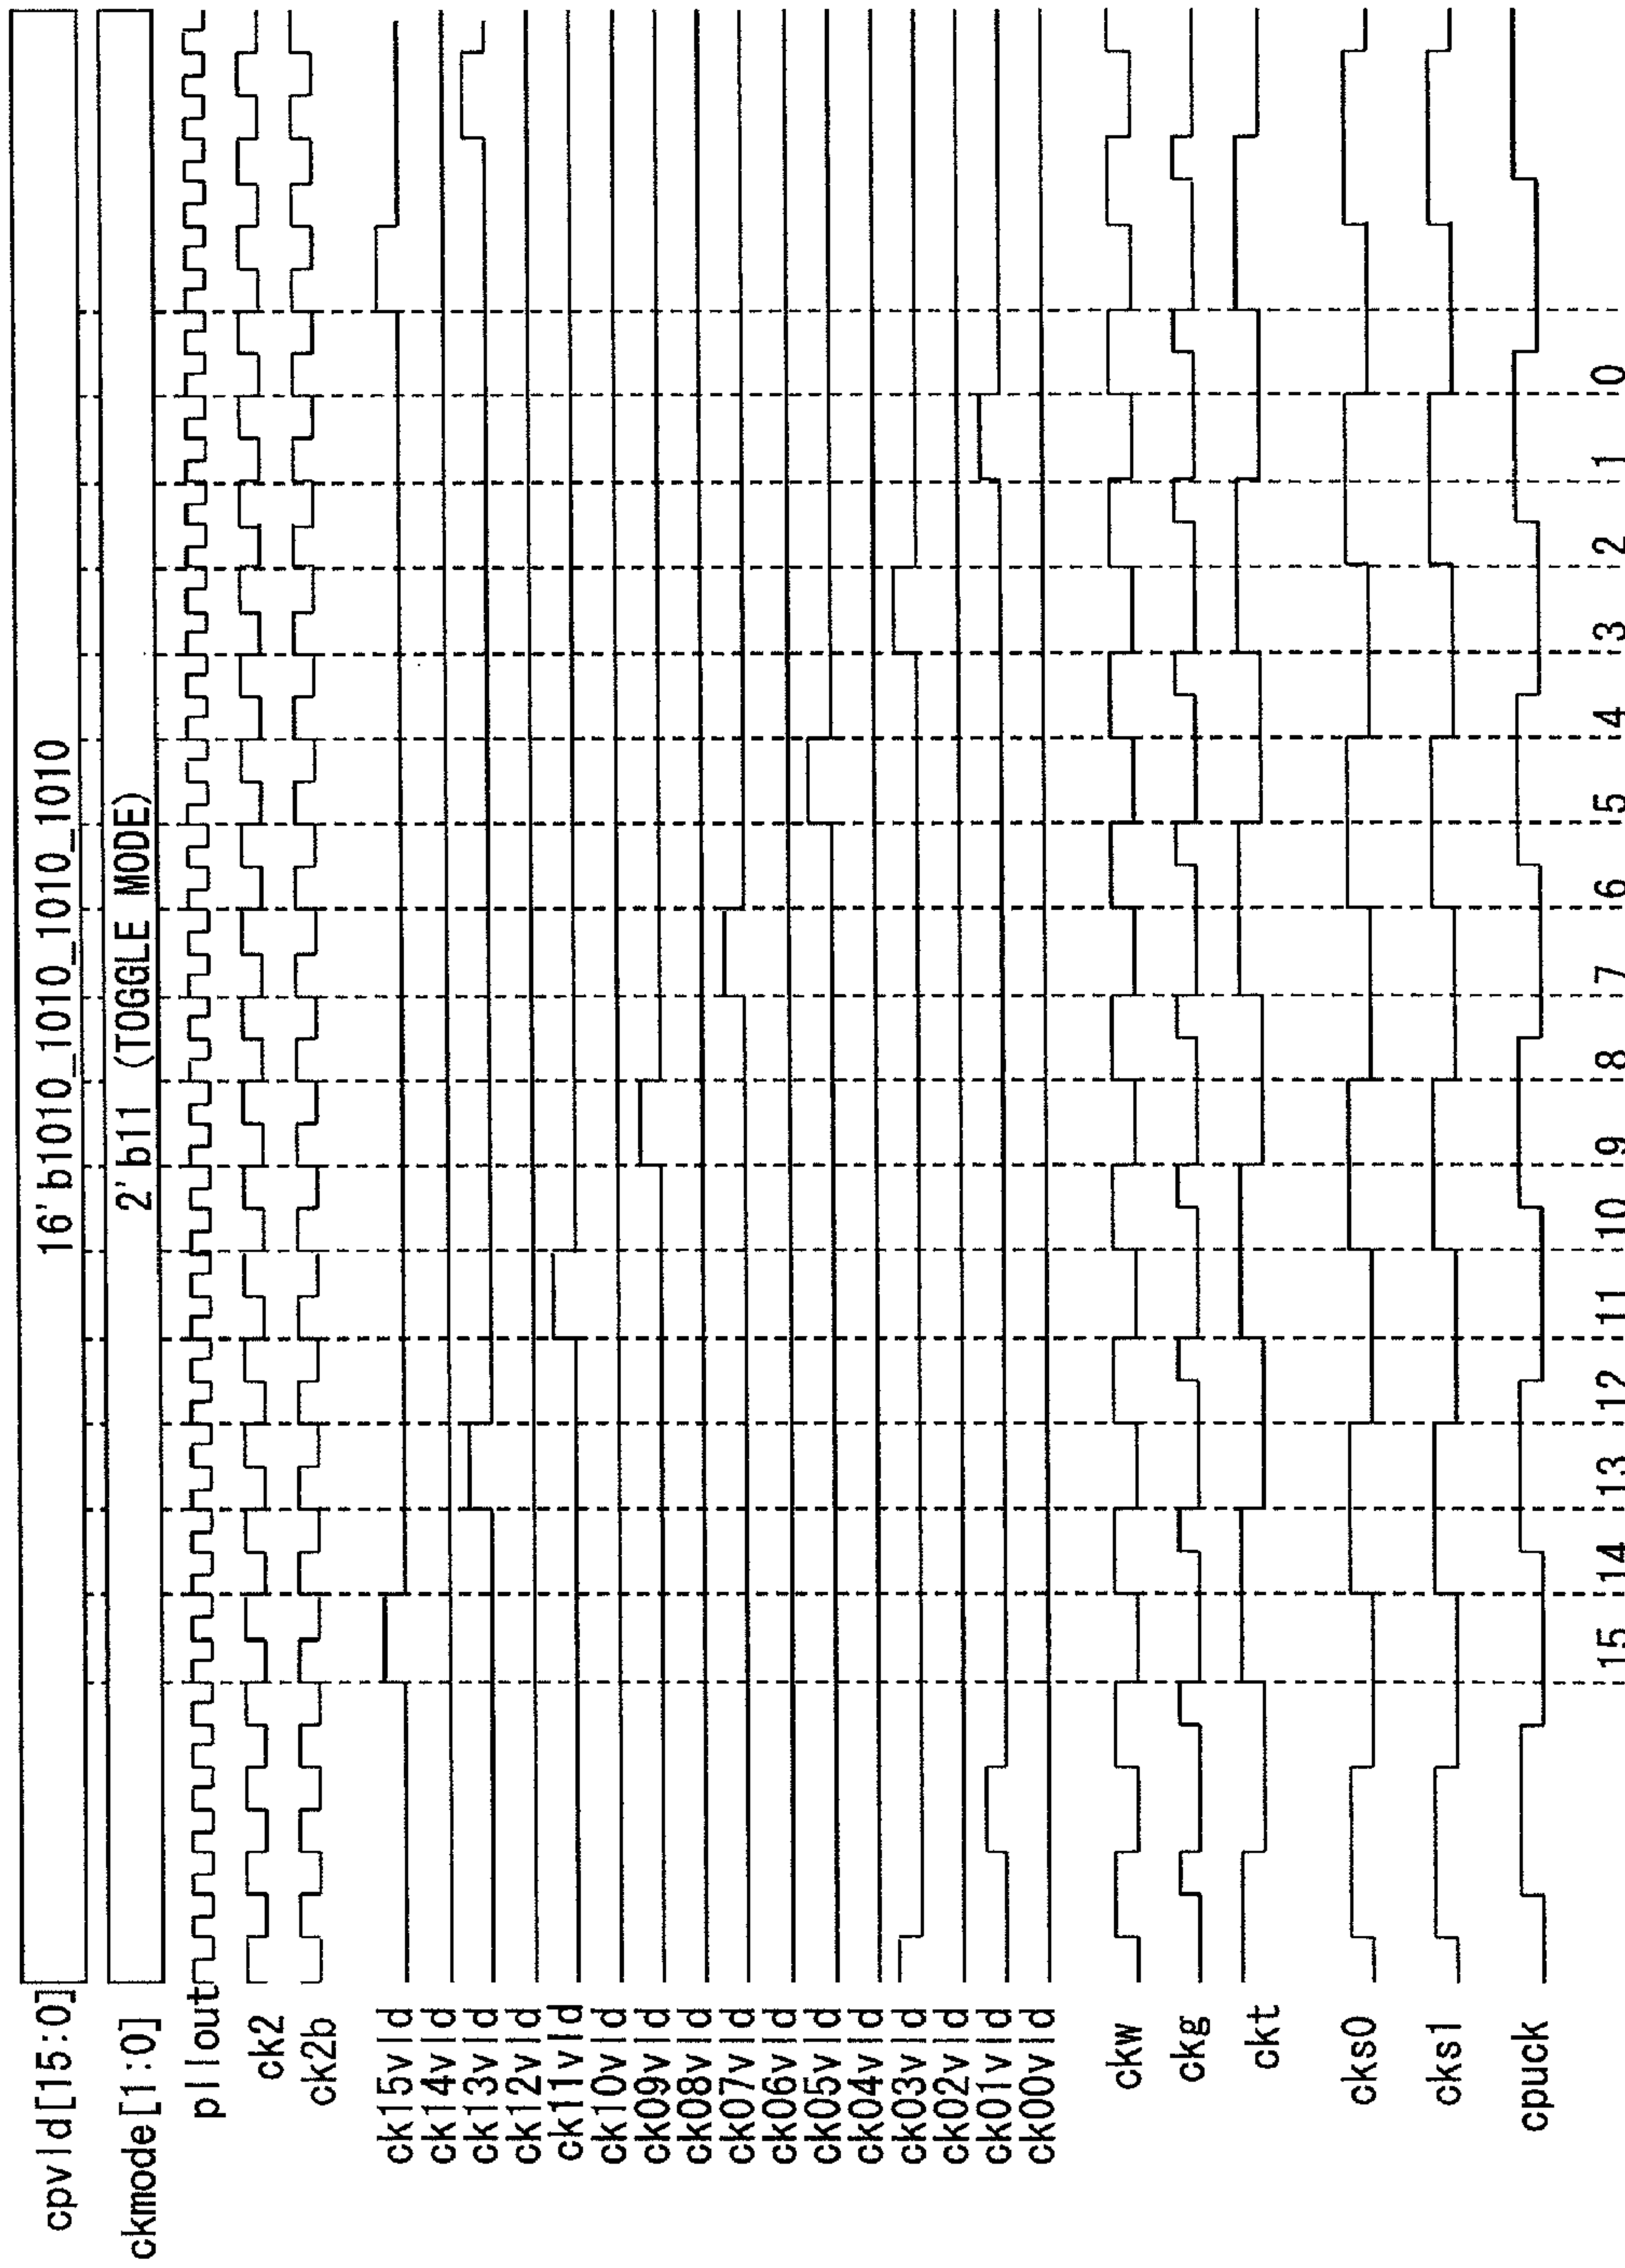 cpvld[15:0]
16'b1010_1010_1010_1010
ckmode[1:0]
2'b11 (TOGGLE MODE)
pllout
ck2
ck2b
ck15vld
ck14vld
ck13vld
ck12vld
ck11vld
ck10vld
ck09vld
ck08vld
ck07vld
ck06vld
ck05vld
ck04vld
ck03vld
ck02vld
ck01vld
ck00vld
ckw
ckg
ckt
cks0
cks1
cpuck
15 14 13 12 11 10 9 8 7 6 5 4 3 2 1 0